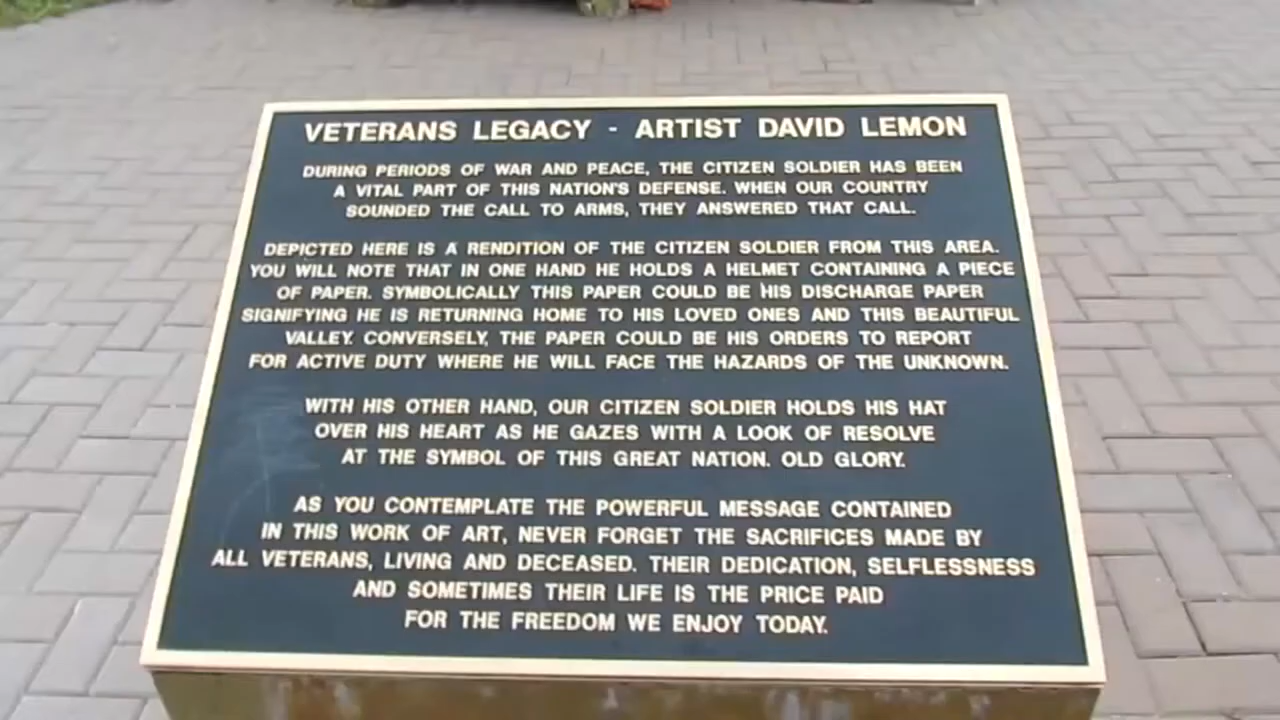 VETERANS LEGACY - ARTIST DAVID LEMON
DURING PERIODS OF WAR AND PEACE, THE CITIZEN SOLDIER HAS BEEN
A VITAL PART OF THIS NATION'S DEFENSE. WHEN OUR COUNTRY
SOUNDED THE CALL TO ARMS, THEY ANSWERED THAT CALL.
DEPICTED HERE IS A RENDITION OF THE CITIZEN SOLDIER FROM THIS AREA.
YOU WILL NOTE THAT IN ONE HAND HE HOLDS A HELMET CONTAINING A PIECE
OF PAPER. SYMBOLICALLY THIS PAPER COULD BE HIS DISCHARGE PAPER
SIGNIFYING HE IS RETURNING HOME TO HIS LOVED ONES AND THIS BEAUTIFUL
VALLEY. CONVERSELY, THE PAPER COULD BE HIS ORDERS TO REPORT
FOR ACTIVE DUTY WHERE HE WILL FACE THE HAZARDS OF THE UNKNOWN.
WITH HIS OTHER HAND, OUR CITIZEN SOLDIER HOLDS HIS HAT
OVER HIS HEART AS HE GAZES WITH A LOOK OF RESOLVE
AT THE SYMBOL OF THIS GREAT NATION. OLD GLORY.
AS YOU CONTEMPLATE THE POWERFUL MESSAGE CONTAINED
IN THIS WORK OF ART, NEVER FORGET THE SACRIFICES MADE BY
ALL VETERANS, LIVING AND DECEASED. THEIR DEDICATION, SELFLESSNESS
AND SOMETIMES THEIR LIFE IS THE PRICE PAID
FOR THE FREEDOM WE ENJOY TODAY.